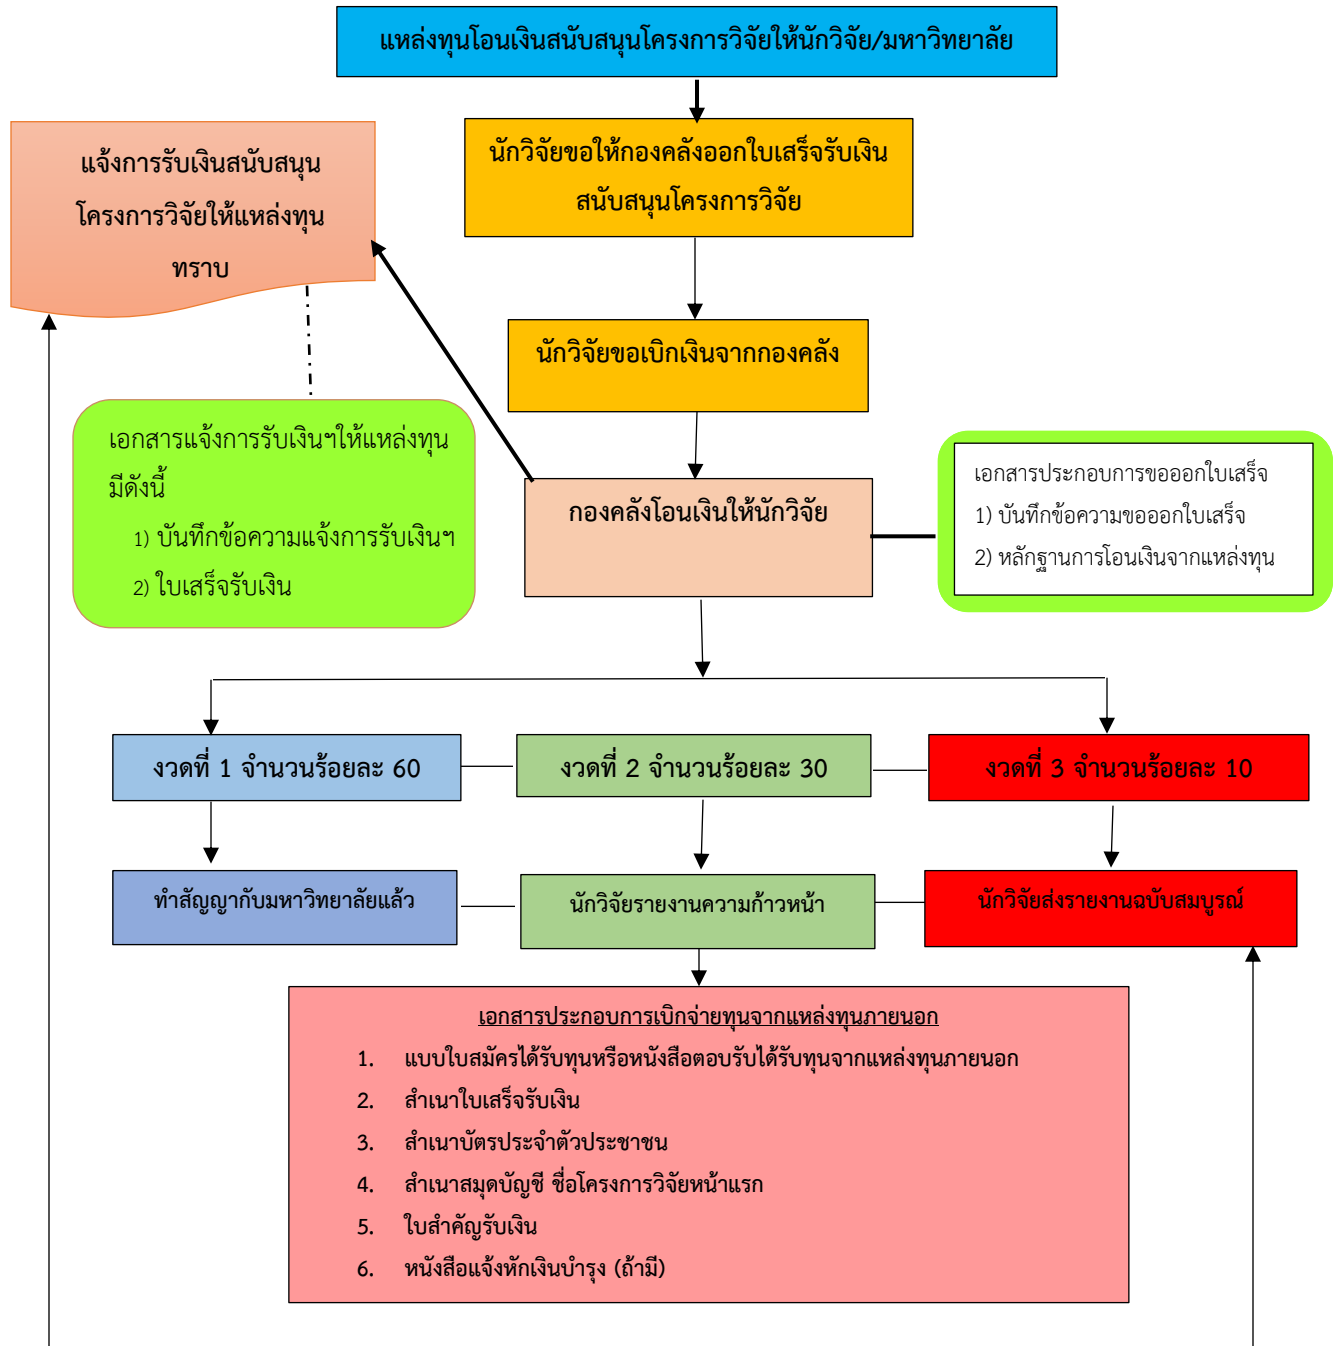 แหล่งทุนโอนเงินสนับสนุนโครงการวิจัยให้นักวิจัย/มหาวิทยาลัย
นักวิจัยขอให้กองคลังออกใบเสร็จรับเงิน
สนับสนุนโครงการวิจัย
แจ้งการรับเงินสนับสนุน
โครงการวิจัยให้แหล่งทุน
ทราบ
นักวิจัยขอเบิกเงินจากกองคลัง
เอกสารแจ้งการรับเงินฯให้แหล่งทุน
มีดังนี้
1) บันทึกข้อความแจ้งการรับเงินฯ
2) ใบเสร็จรับเงิน
กองคลังโอนเงินให้นักวิจัย
เอกสารประกอบการขอออกใบเสร็จ
1) บันทึกข้อความขอออกใบเสร็จ
2) หลักฐานการโอนเงินจากแหล่งทุน
งวดที่ 1 จำนวนร้อยละ 60
งวดที่ 2 จำนวนร้อยละ 30
งวดที่ 3 จำนวนร้อยละ 10
ทำสัญญากับมหาวิทยาลัยแล้ว
นักวิจัยรายงานความก้าวหน้า
นักวิจัยส่งรายงานฉบับสมบูรณ์
เอกสารประกอบการเบิกจ่ายทุนจากแหล่งทุนภายนอก
1. แบบใบสมัครได้รับทุนหรือหนังสือตอบรับได้รับทุนจากแหล่งทุนภายนอก
2. สำเนาใบเสร็จรับเงิน
3. สำเนาบัตรประจำตัวประชาชน
4. สำเนาสมุดบัญชี ชื่อโครงการวิจัยหน้าแรก
5. ใบสำคัญรับเงิน
6. หนังสือแจ้งหักเงินบำรุง (ถ้ามี)